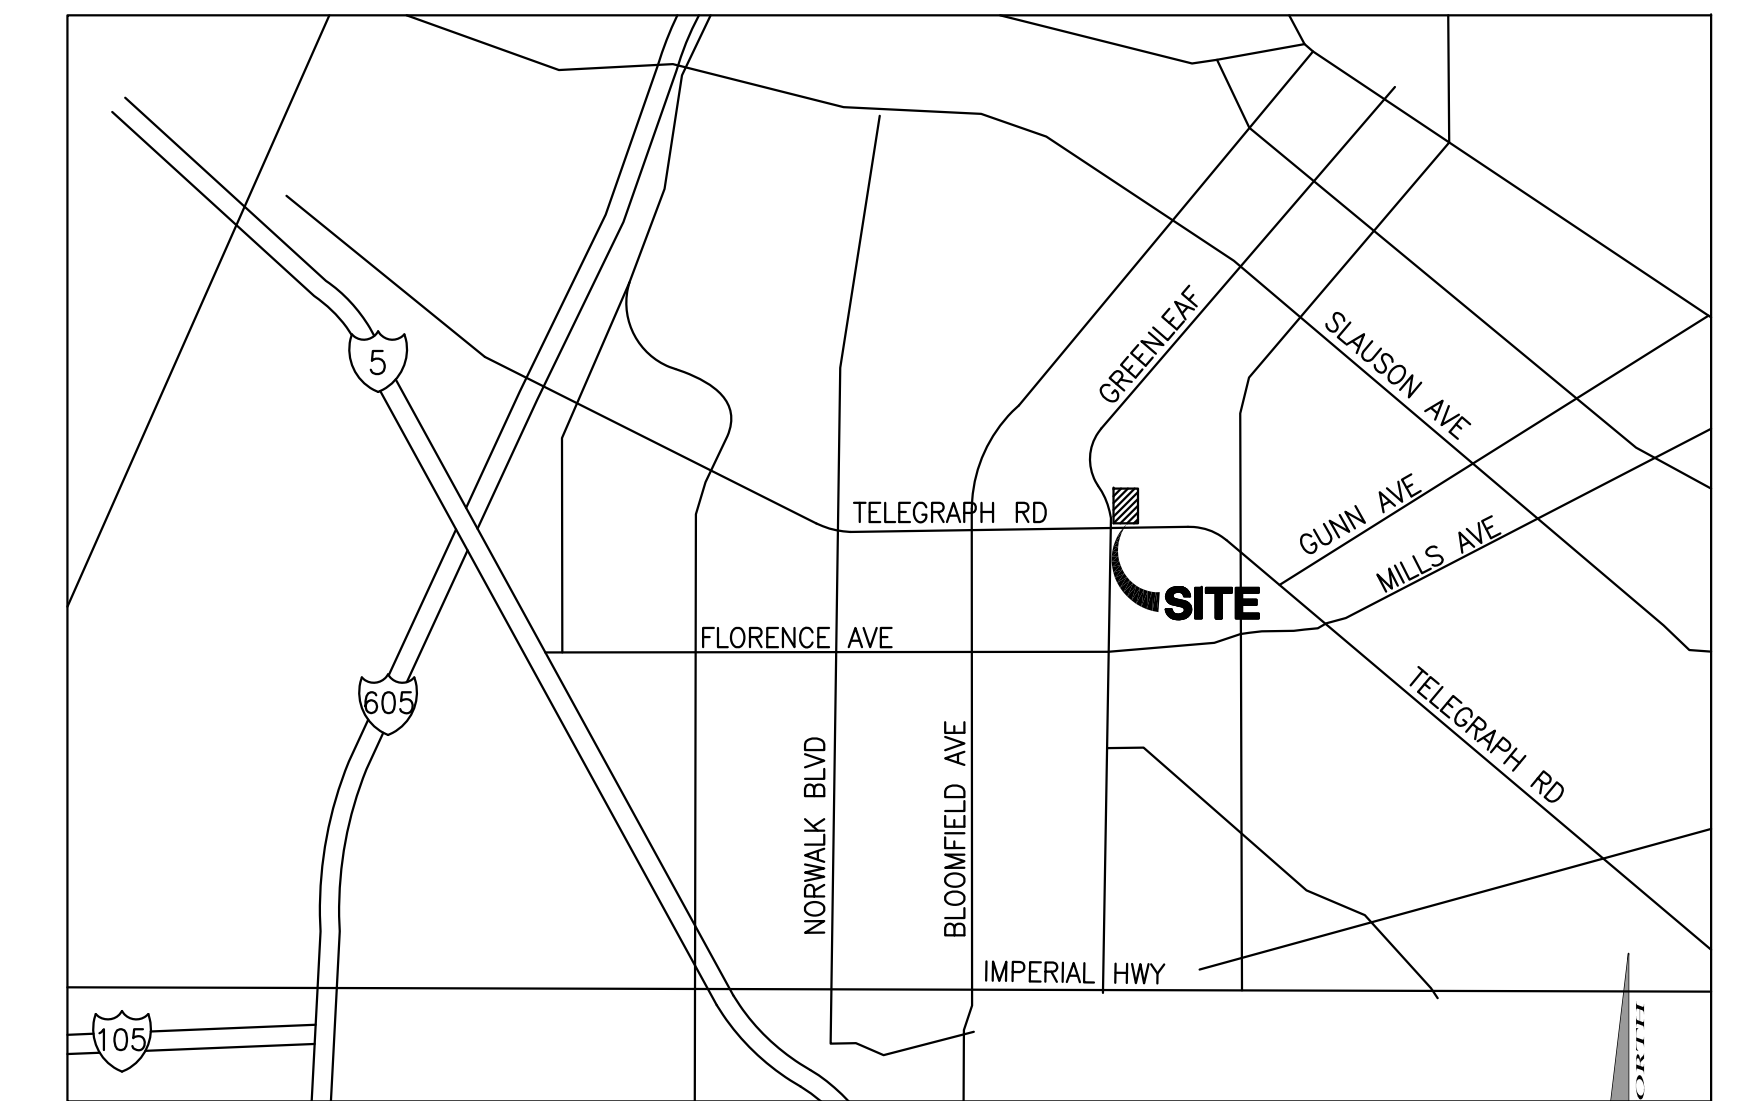 GREENLEAF
SLAUSON AVE
5
GUNN AVE
TELEGRAPH RD
MILLS AVE
SITE
FLORENCE AVE
605
TELEGRAPH RD
NORWALK BLVD
BLOOMFIELD AVE
IMPERIAL HWY
105
ORTH